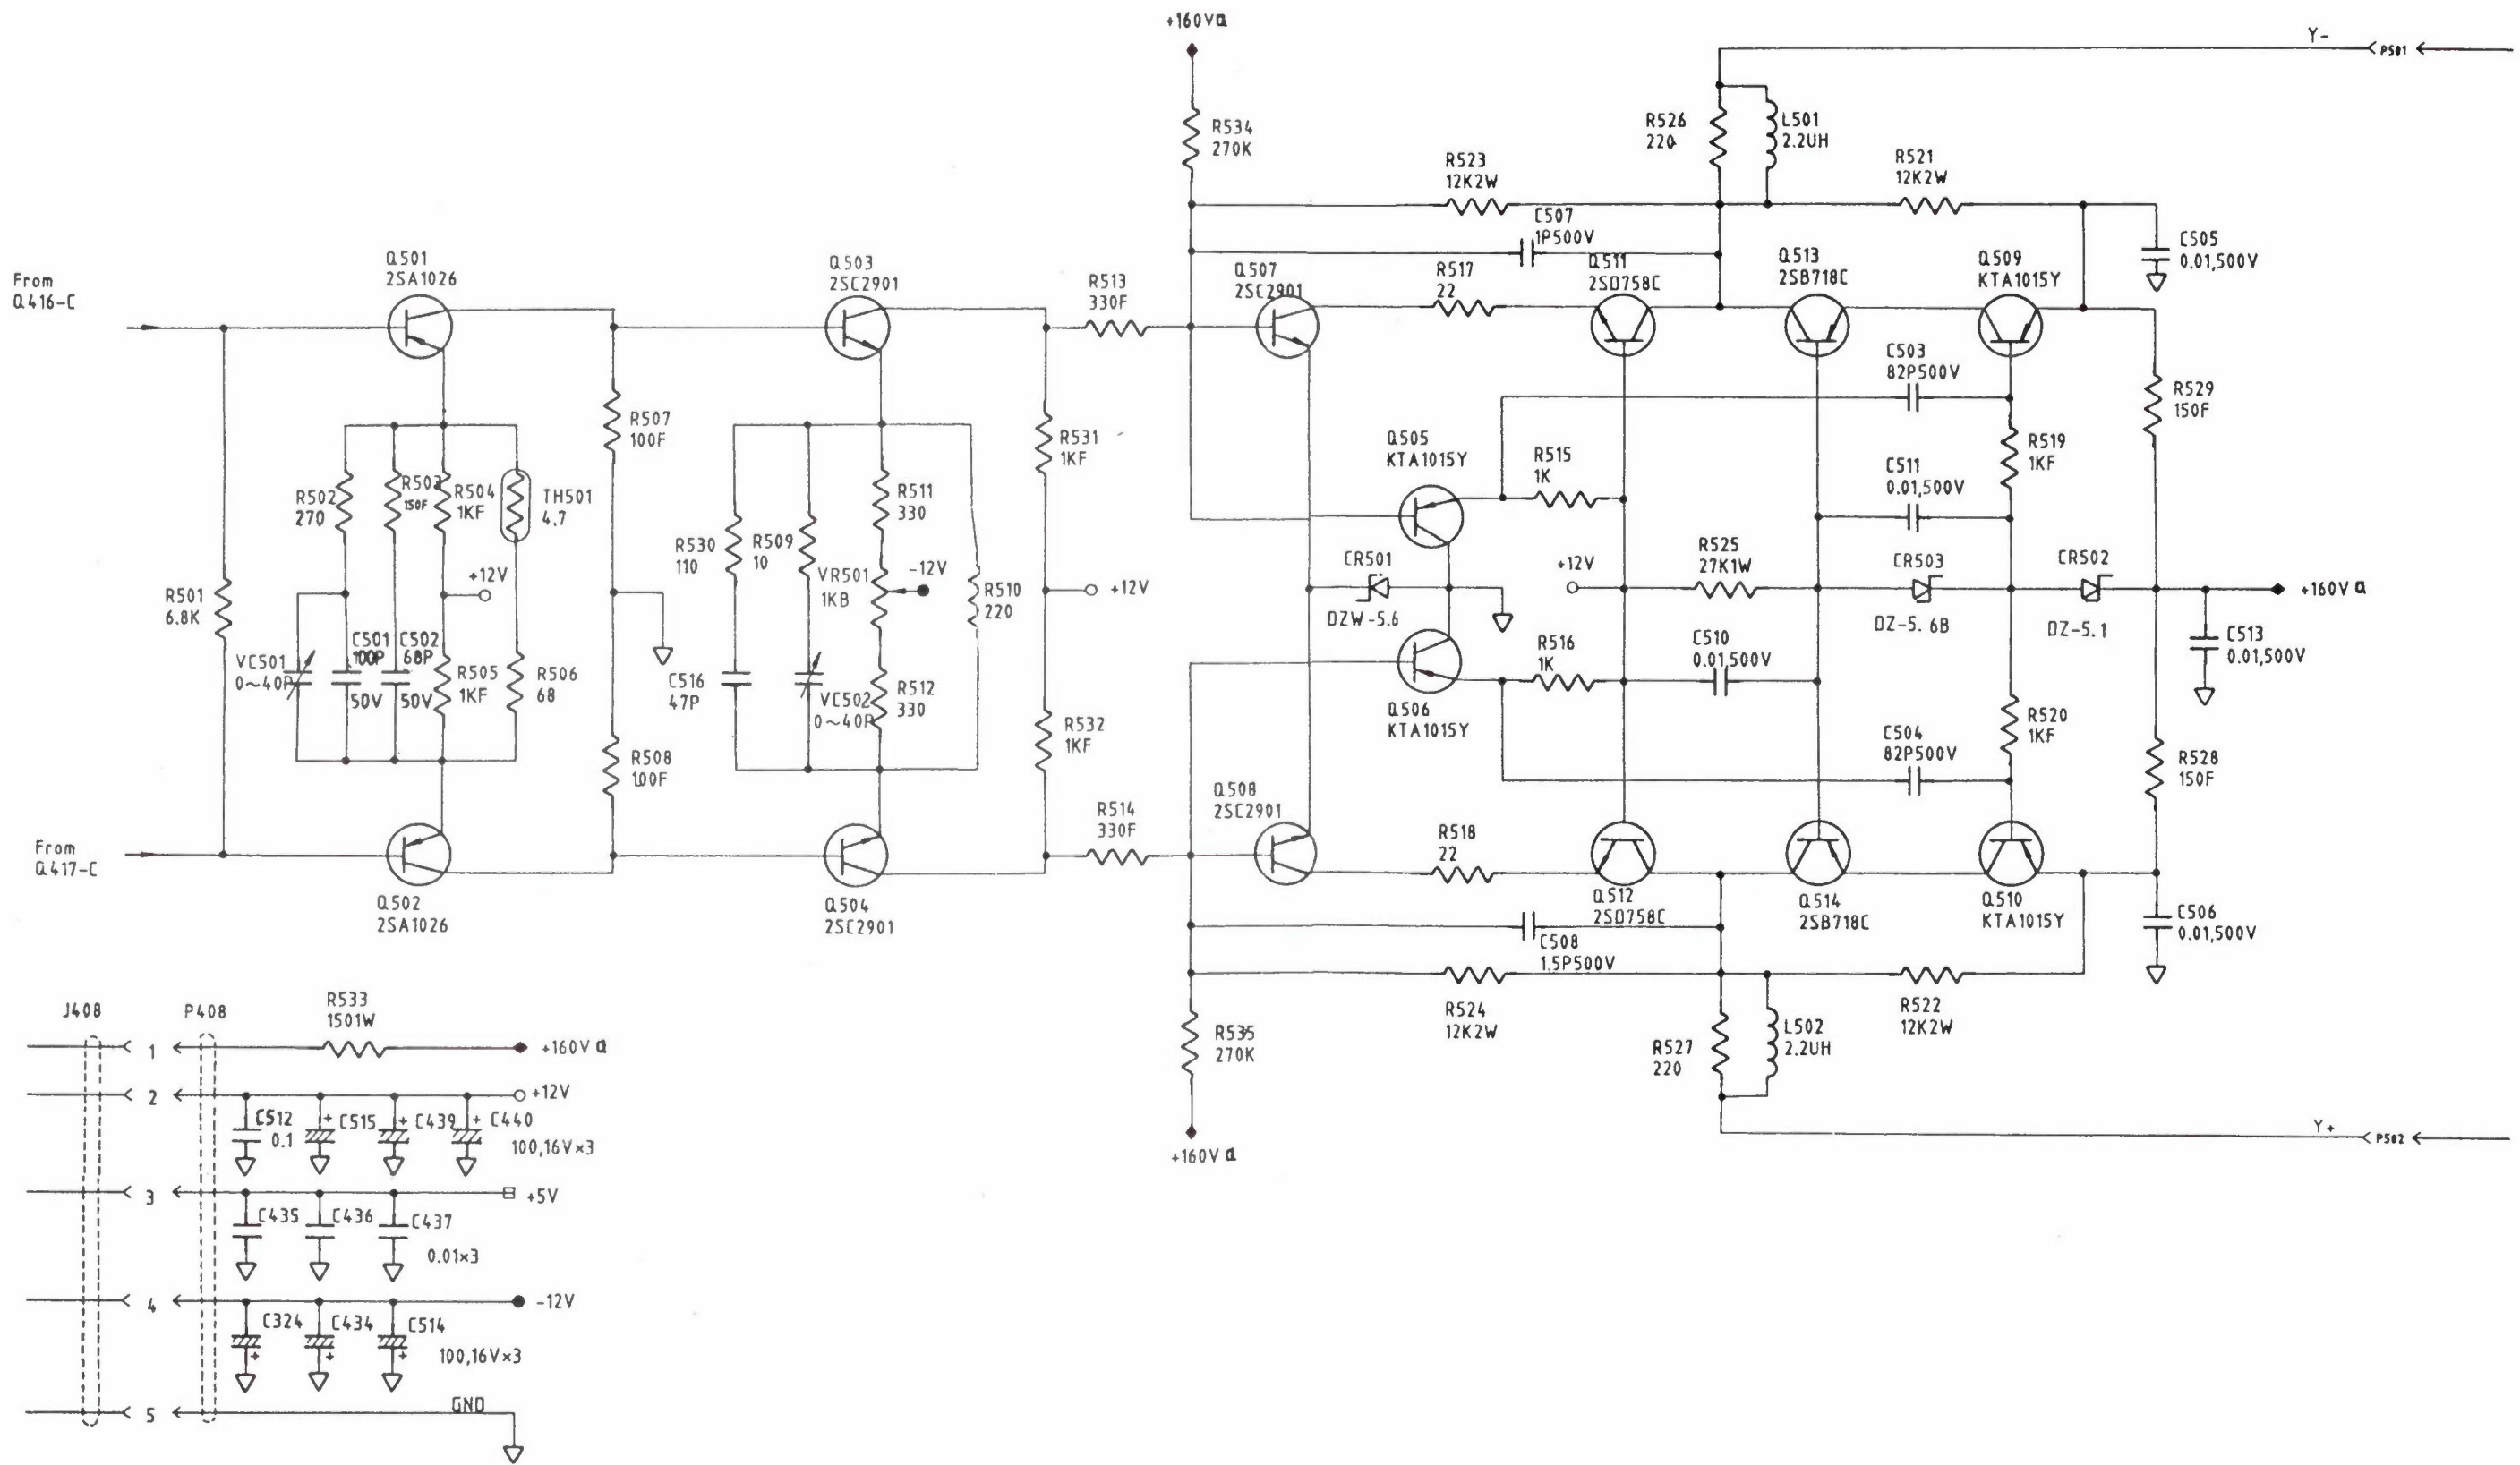 +160Va
Y-
P501
R534
270K
R526
220
L501
2.2UH
R523
12K2W
R521
12K2W
C507
1P500V
C505
0.01,500V
From
Q416-C
Q501
2SA1026
Q503
2SC2901
R513
330F
Q507
2SC2901
R517
22
Q511
2SD758C
Q513
2SB718C
Q509
KTA1015Y
C503
82P500V
R529
150F
R507
100F
R531
1KF
Q505
KTA1015Y
R515
1K
R519
1KF
C511
0.01,500V
R502
270
R503
150F
R504
1KF
TH501
4.7
R511
330
R530
110
R509
10
VR501
1KB
-12V
R510
220
+12V
+12V
CR501
DZW-5.6
+12V
R525
27K1W
CR503
DZ-5.6B
CR502
DZ-5.1
+160Va
R501
6.8K
VC501
0~40P
C501
100P
50V
C502
68P
50V
R505
1KF
R506
68
C516
47P
VC502
0~40P
R512
330
R516
1K
C510
0.01,500V
C513
0.01,500V
Q506
KTA1015Y
R532
1KF
R520
1KF
C504
82P500V
R528
150F
R508
100F
From
Q417-C
Q502
2SA1026
Q504
2SC2901
R514
330F
Q508
2SC2901
R518
22
Q512
2SD758C
Q514
2SB718C
Q510
KTA1015Y
C506
0.01,500V
C508
1.5P500V
R524
12K2W
R522
12K2W
R535
270K
R527
220
L502
2.2UH
+160Va
Y+
P502
J408
P408
R533
1501W
1
+160Va
2
+12V
C512
0.1
+
C515
+
C439
+
C440
100,16V×3
3
+5V
C435
C436
C437
0.01×3
4
-12V
C324
+
C434
+
C514
+
100,16V×3
5
GND